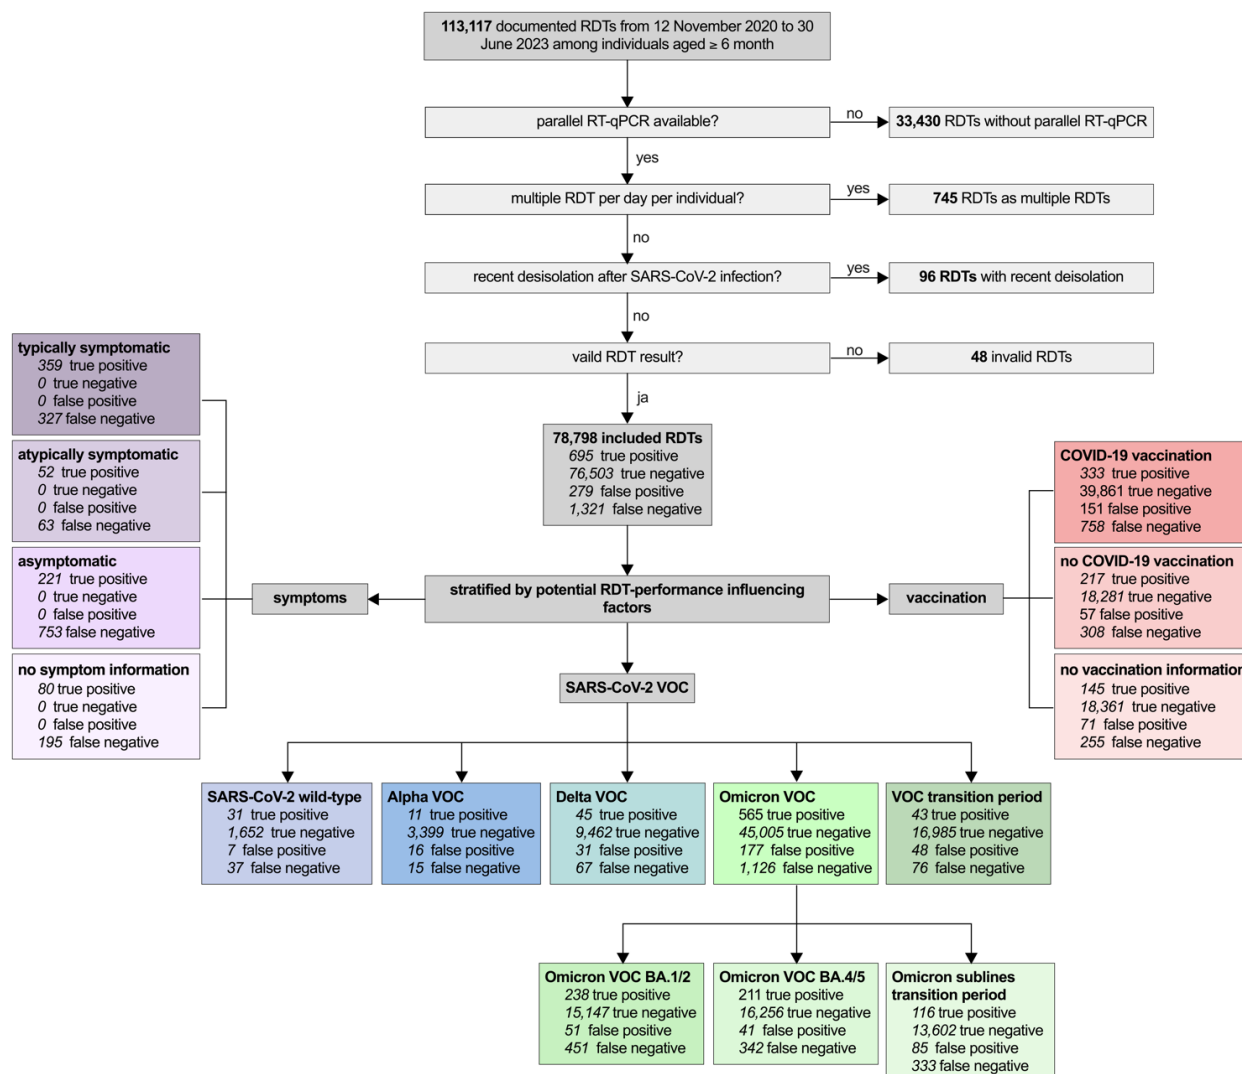 113,117 documented RDTs from 12 November 2020 to 30
June 2023 among individuals aged ≥ 6 month
parallel RT-qPCR available?
no
33,430 RDTs without parallel RT-qPCR
yes
multiple RDT per day per individual?
yes
745 RDTs as multiple RDTs
no
recent desisolation after SARS-CoV-2 infection?
yes
96 RDTs with recent deisolation
no
vaild RDT result?
no
48 invalid RDTs
ja
78,798 included RDTs
695 true positive
76,503 true negative
279 false positive
1,321 false negative
stratified by potential RDT-performance influencing
factors
symptoms
typically symptomatic
359 true positive
0 true negative
0 false positive
327 false negative
atypically symptomatic
52 true positive
0 true negative
0 false positive
63 false negative
asymptomatic
221 true positive
0 true negative
0 false positive
753 false negative
no symptom information
80 true positive
0 true negative
0 false positive
195 false negative
vaccination
COVID-19 vaccination
333 true positive
39,861 true negative
151 false positive
758 false negative
no COVID-19 vaccination
217 true positive
18,281 true negative
57 false positive
308 false negative
no vaccination information
145 true positive
18,361 true negative
71 false positive
255 false negative
SARS-CoV-2 VOC
SARS-CoV-2 wild-type
31 true positive
1,652 true negative
7 false positive
37 false negative
Alpha VOC
11 true positive
3,399 true negative
16 false positive
15 false negative
Delta VOC
45 true positive
9,462 true negative
31 false positive
67 false negative
Omicron VOC
565 true positive
45,005 true negative
177 false positive
1,126 false negative
VOC transition period
43 true positive
16,985 true negative
48 false positive
76 false negative
Omicron VOC BA.1/2
238 true positive
15,147 true negative
51 false positive
451 false negative
Omicron VOC BA.4/5
211 true positive
16,256 true negative
41 false positive
342 false negative
Omicron sublines
transition period
116 true positive
13,602 true negative
85 false positive
333 false negative